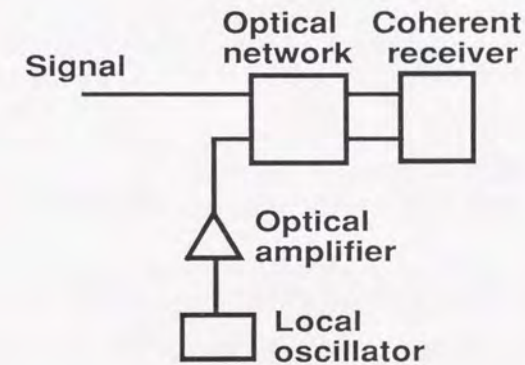 Optical
network
Coherent
receiver
Signal
Optical
amplifier
Local
oscillator